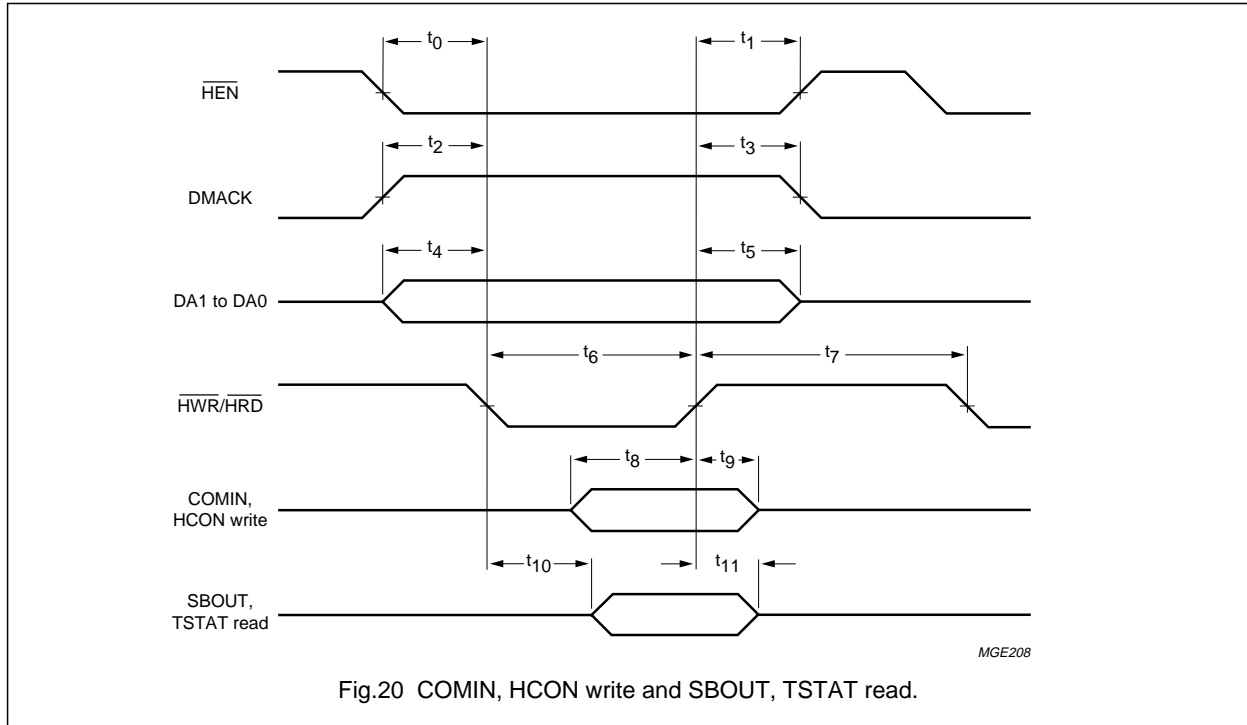 t0
t1
HEN
t2
t3
DMACK
t4
t5
DA1 to DA0
t6
t7
HWR/HRD
t8
t9
COMIN,
HCON write
t10
t11
SBOUT,
TSTAT read
MGE208
Fig.20 COMIN, HCON write and SBOUT, TSTAT read.